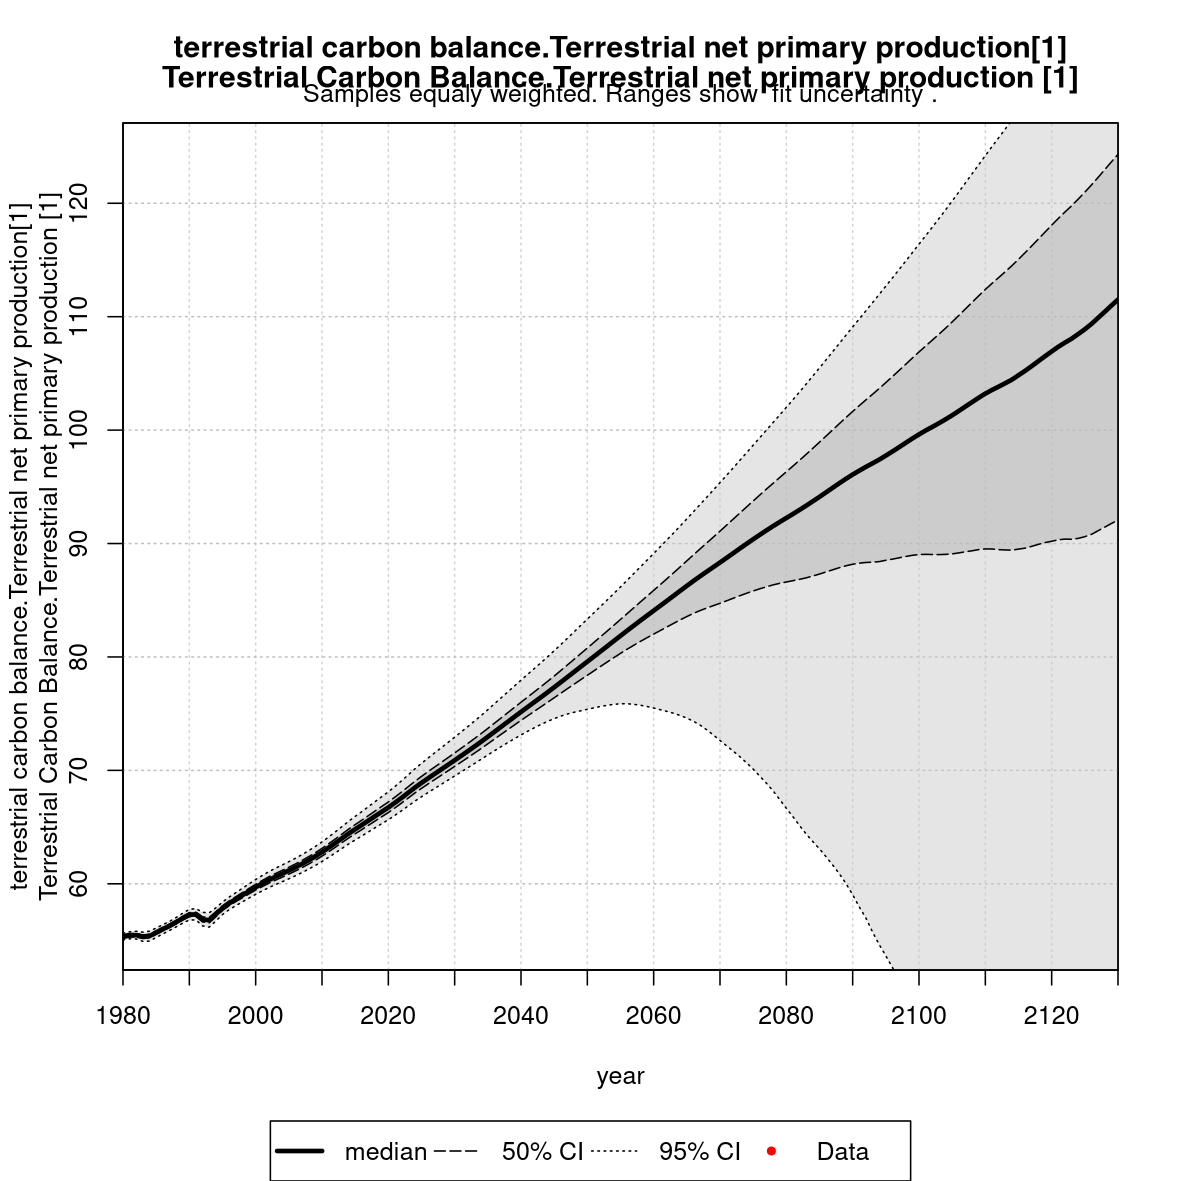 terrestrial carbon balance.Terrestrial net primary production[1]
Terrestrial Carbon Balance.Terrestrial net primary production [1]
Samples equaly weighted. Ranges show fit uncertainty .
terrestrial carbon balance.Terrestrial net primary production[1]
Terrestrial Carbon Balance.Terrestrial net primary production [1]
120
110
100
90
80
70
60
1980 2000 2020 2040 2060 2080 2100 2120
year
median 50% CI 95% CI Data